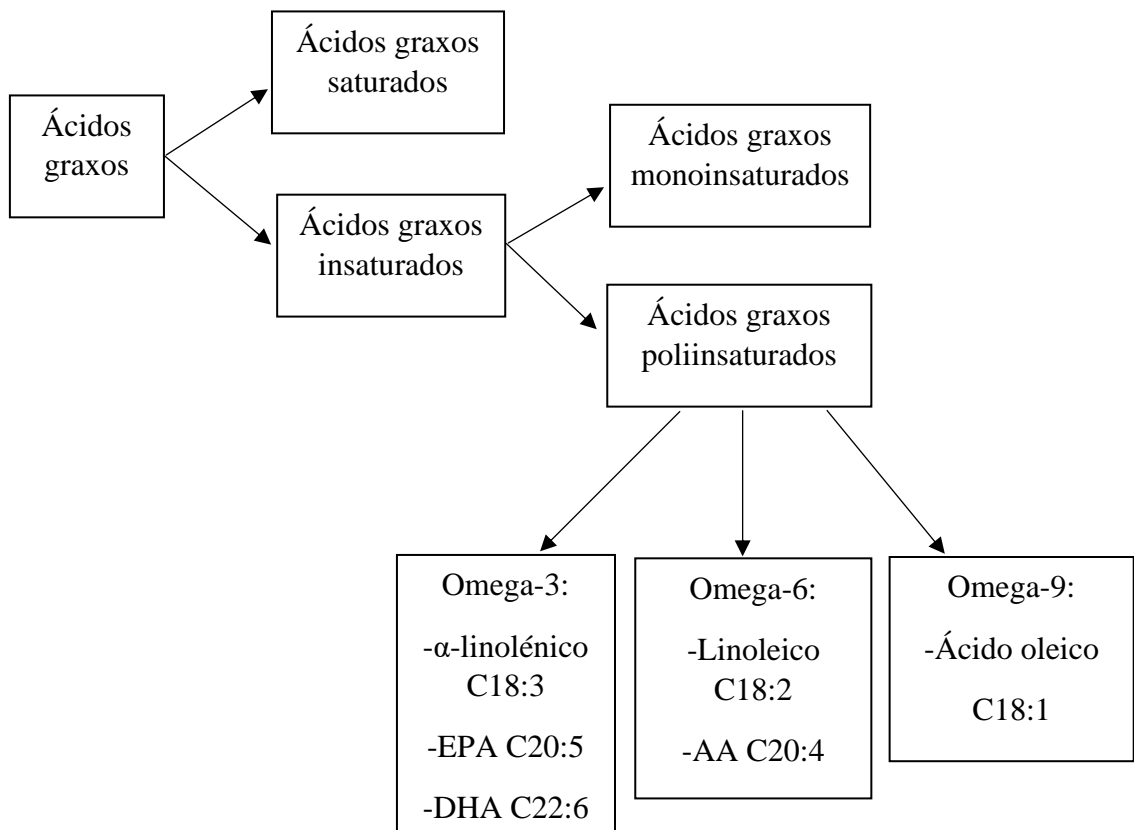 Ácidos graxos
saturados
Ácidos
graxos
Ácidos graxos
monoinsaturados
Ácidos graxos
insaturados
Ácidos graxos
poliinsaturados
Omega-3:
-α-linolénico
C18:3
-EPA C20:5
-DHA C22:6
Omega-6:
-Linoleico
C18:2
-AA C20:4
Omega-9:
-Ácido oleico
C18:1